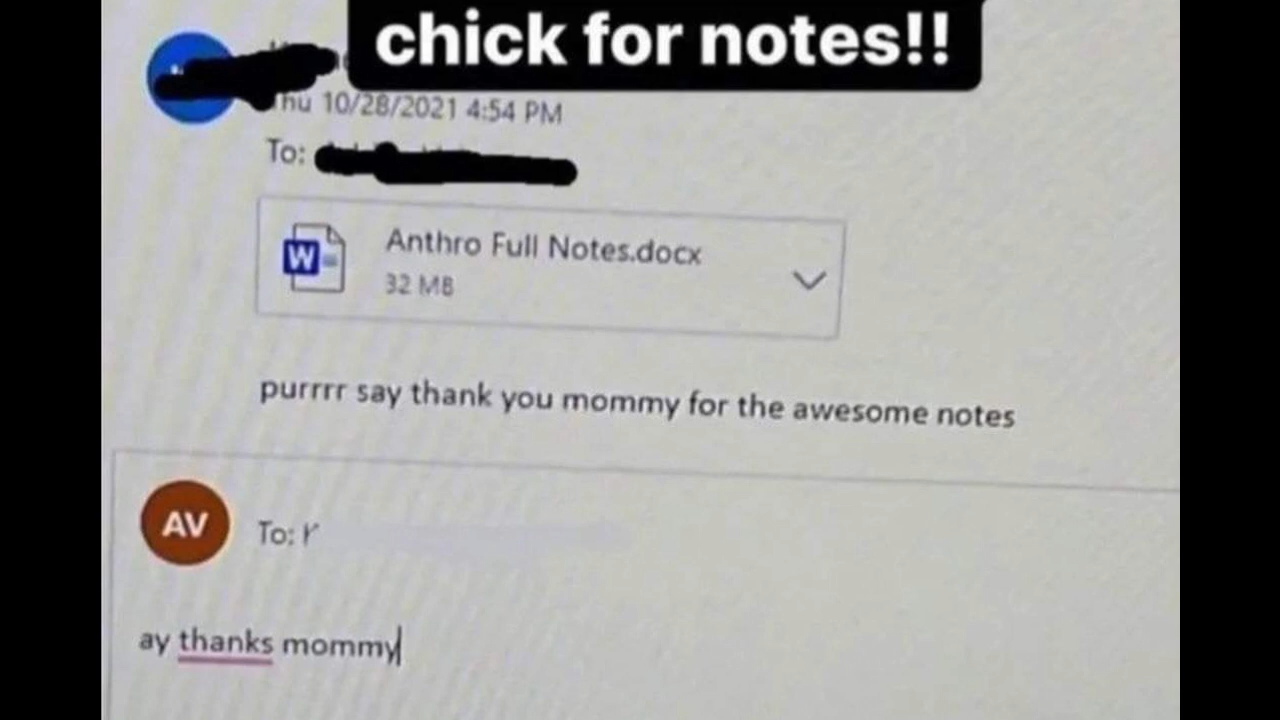 chick for notes!!
Thu 10/28/2021 4:54 PM
To:
W
Anthro Full Notes.docx
32 MB
purrrr say thank you mommy for the awesome notes
AV
To:
ay thanks mommy